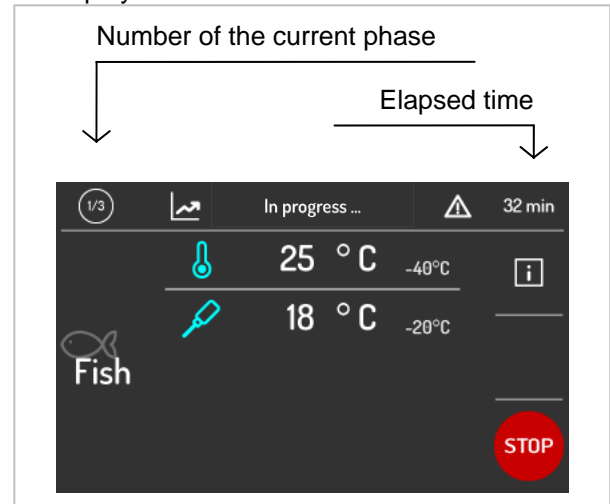 Number of the current phase
Elapsed time
1/3 In progress ... 32 min
25 °C -40°C
i
18 °C -20°C
Fish
STOP